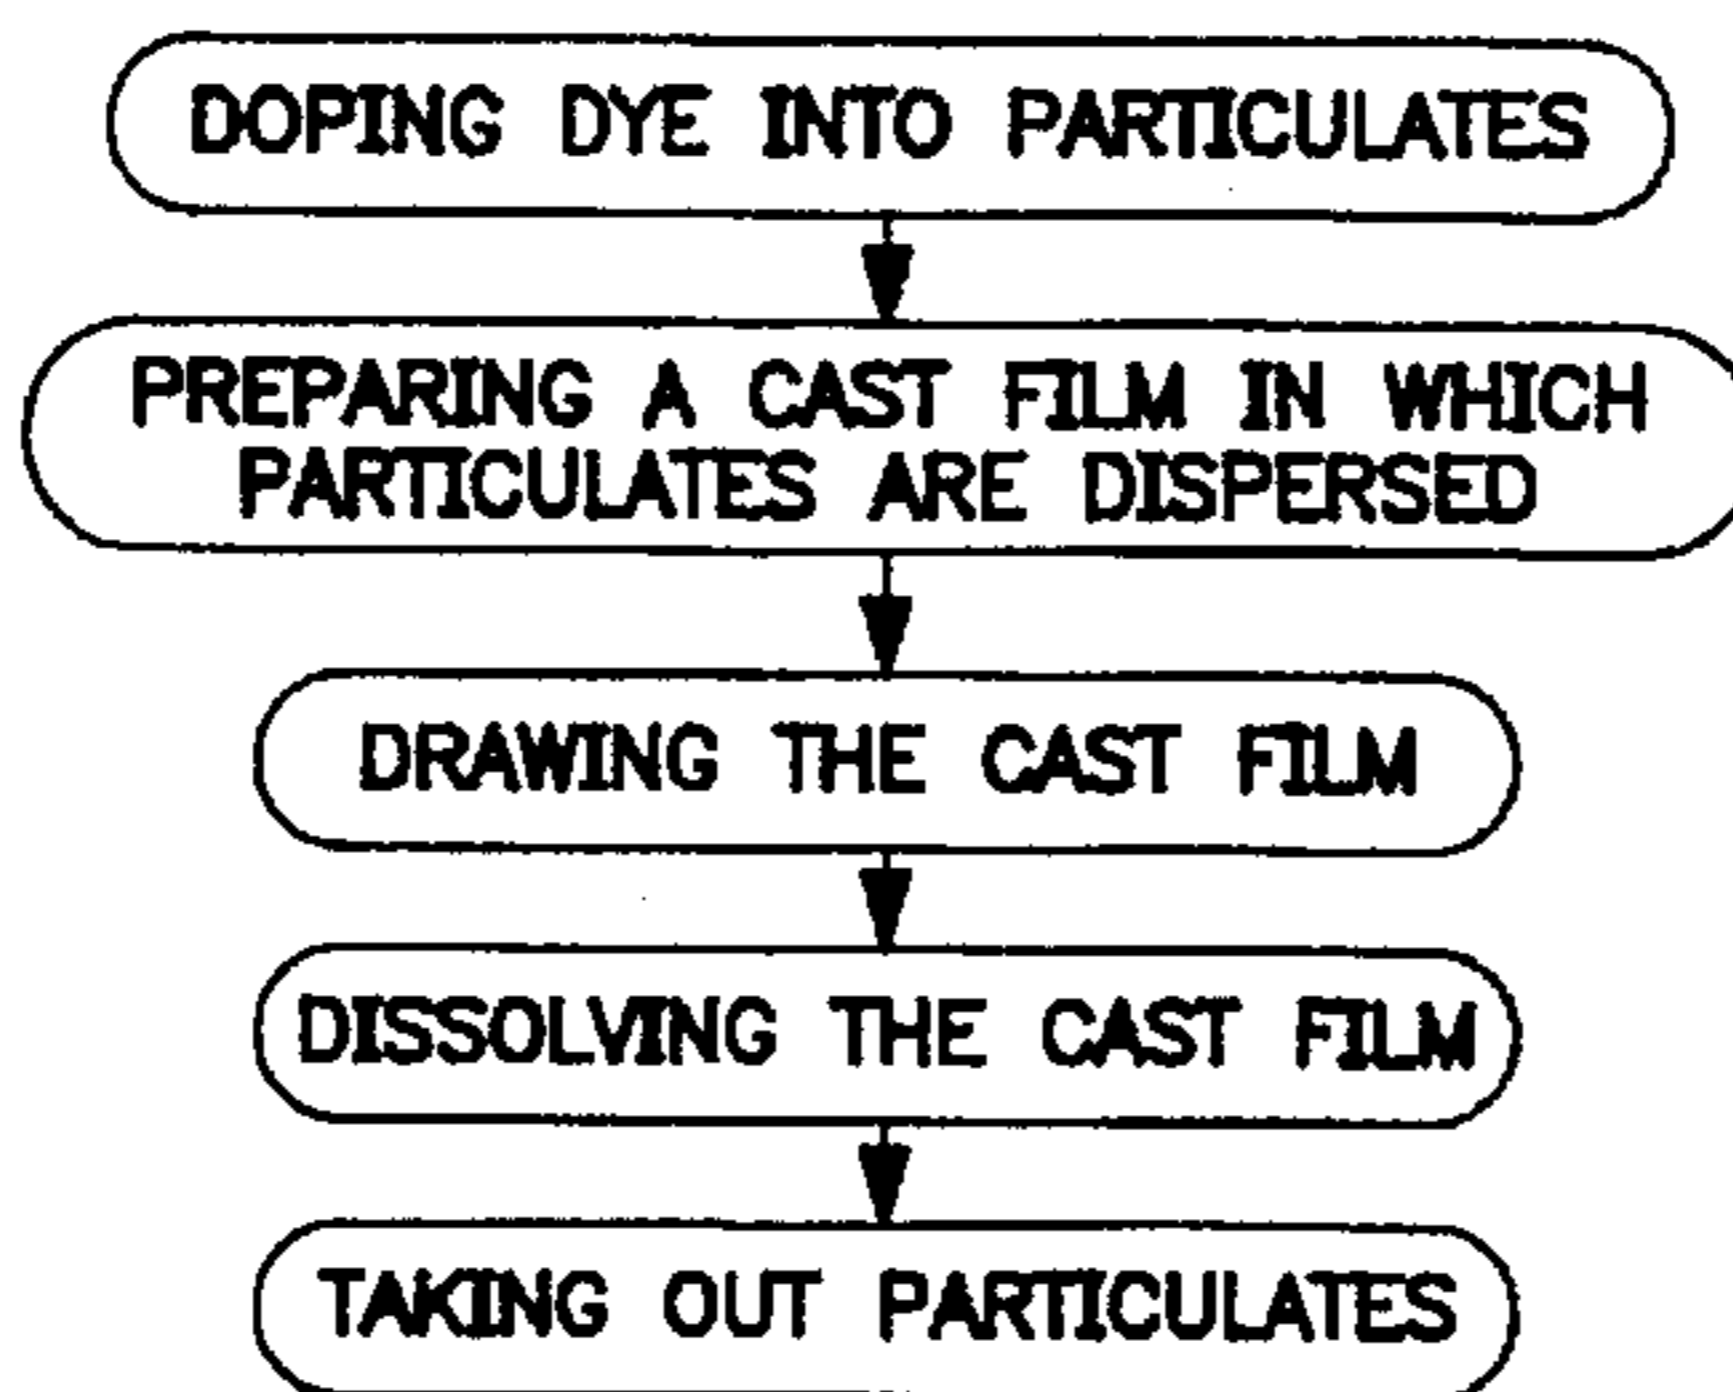 DOPING DYE INTO PARTICULATES
PREPARING A CAST FILM IN WHICH
PARTICULATES ARE DISPERSED
DRAWING THE CAST FILM
DISSOLVING THE CAST FILM
TAKING OUT PARTICULATES